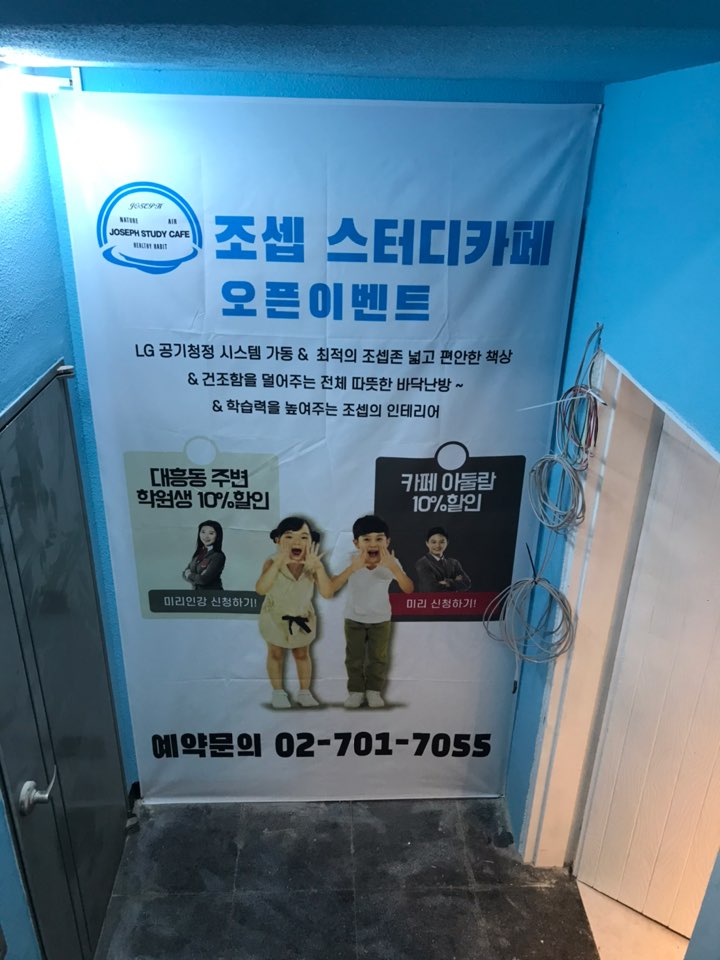 JOSEPH
NATURE AIR
JOSEPH STUDY CAFE
HEALTHY HABIT
조셉 스터디카페
오픈이벤트
LG 공기청정 시스템 가동 & 최적의 조셉존 넓고 편안한 책상
& 건조함을 덜어주는 전체 따뜻한 바닥난방 ~
& 학습력을 높여주는 조셉의 인테리어
대흥동 주변
학원생 10%할인
미리인강 신청하기!
카페 아둘람
10%할인
미리 신청하기!
예약문의 02-701-7055